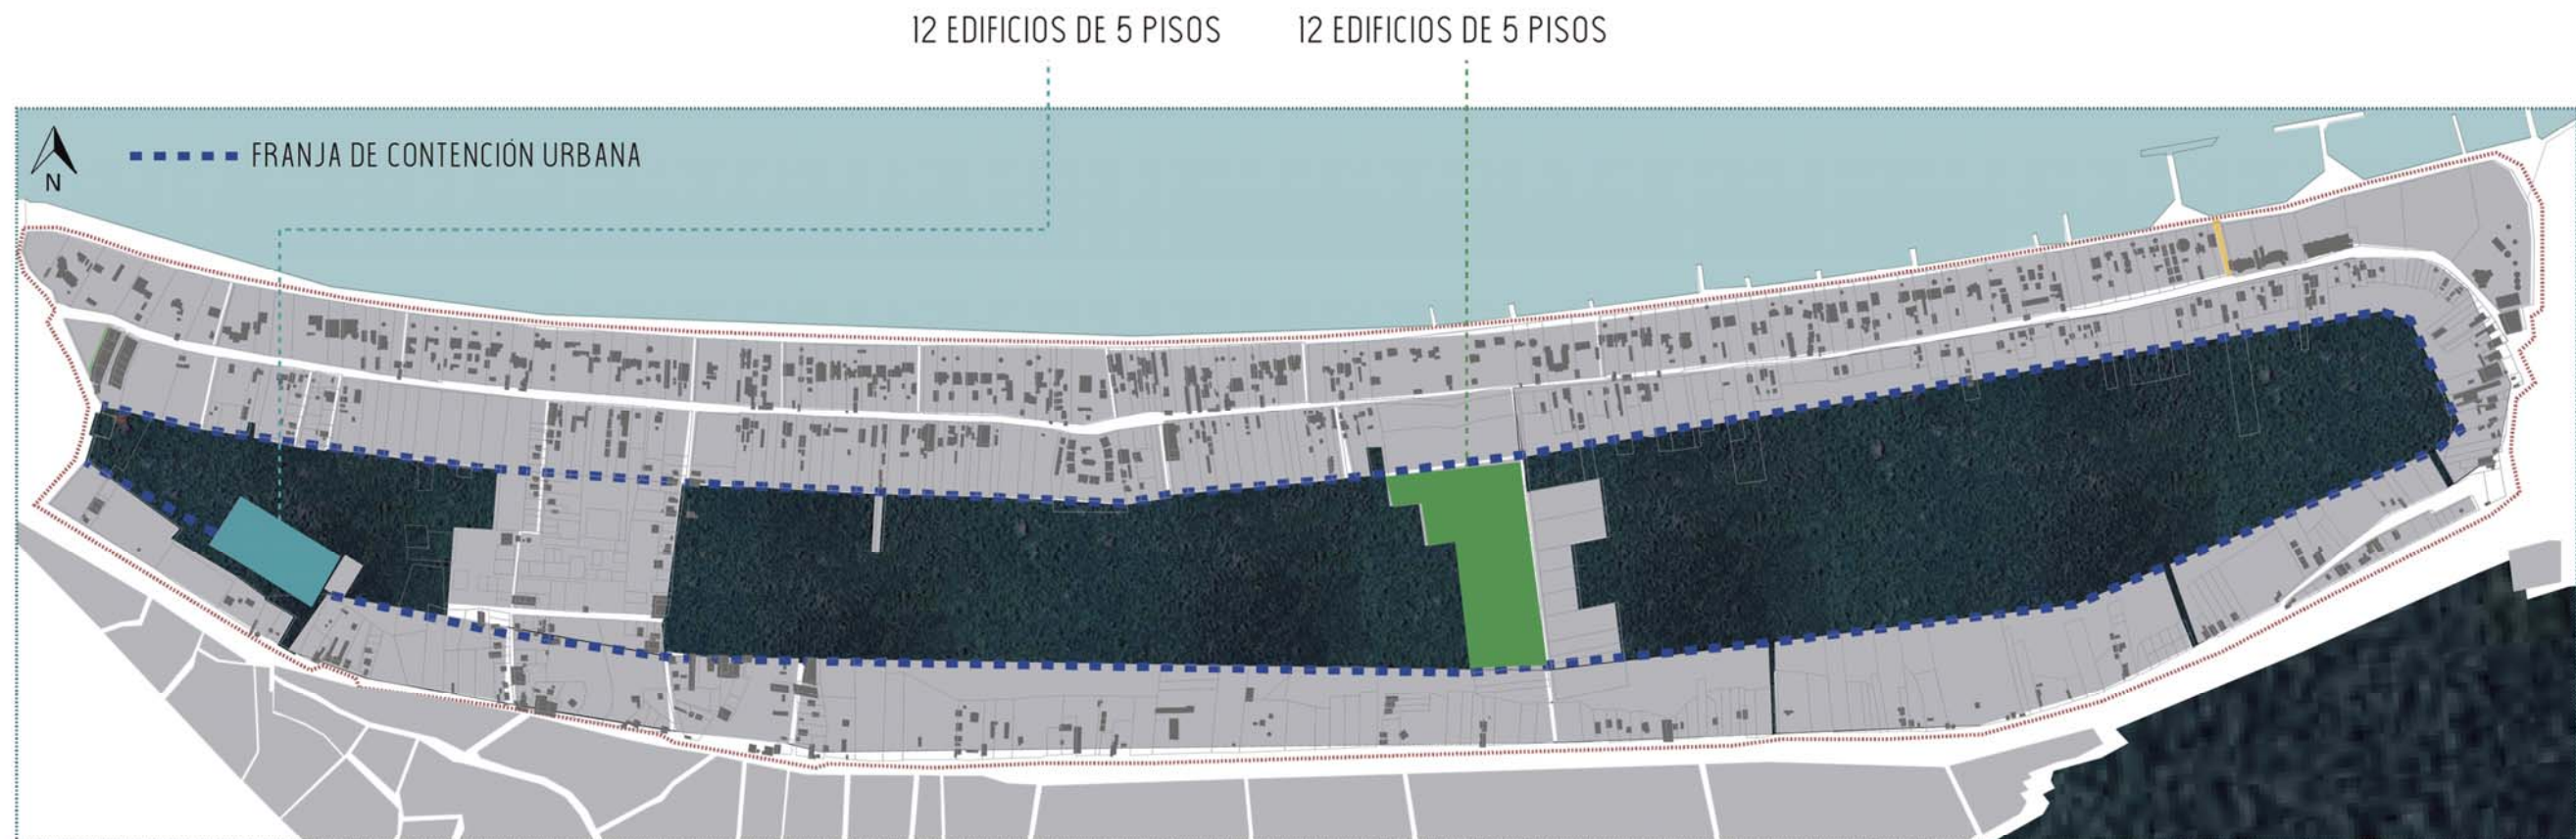 12 EDIFICIOS DE 5 PISOS
12 EDIFICIOS DE 5 PISOS
FRANJA DE CONTENCIÓN URBANA
N